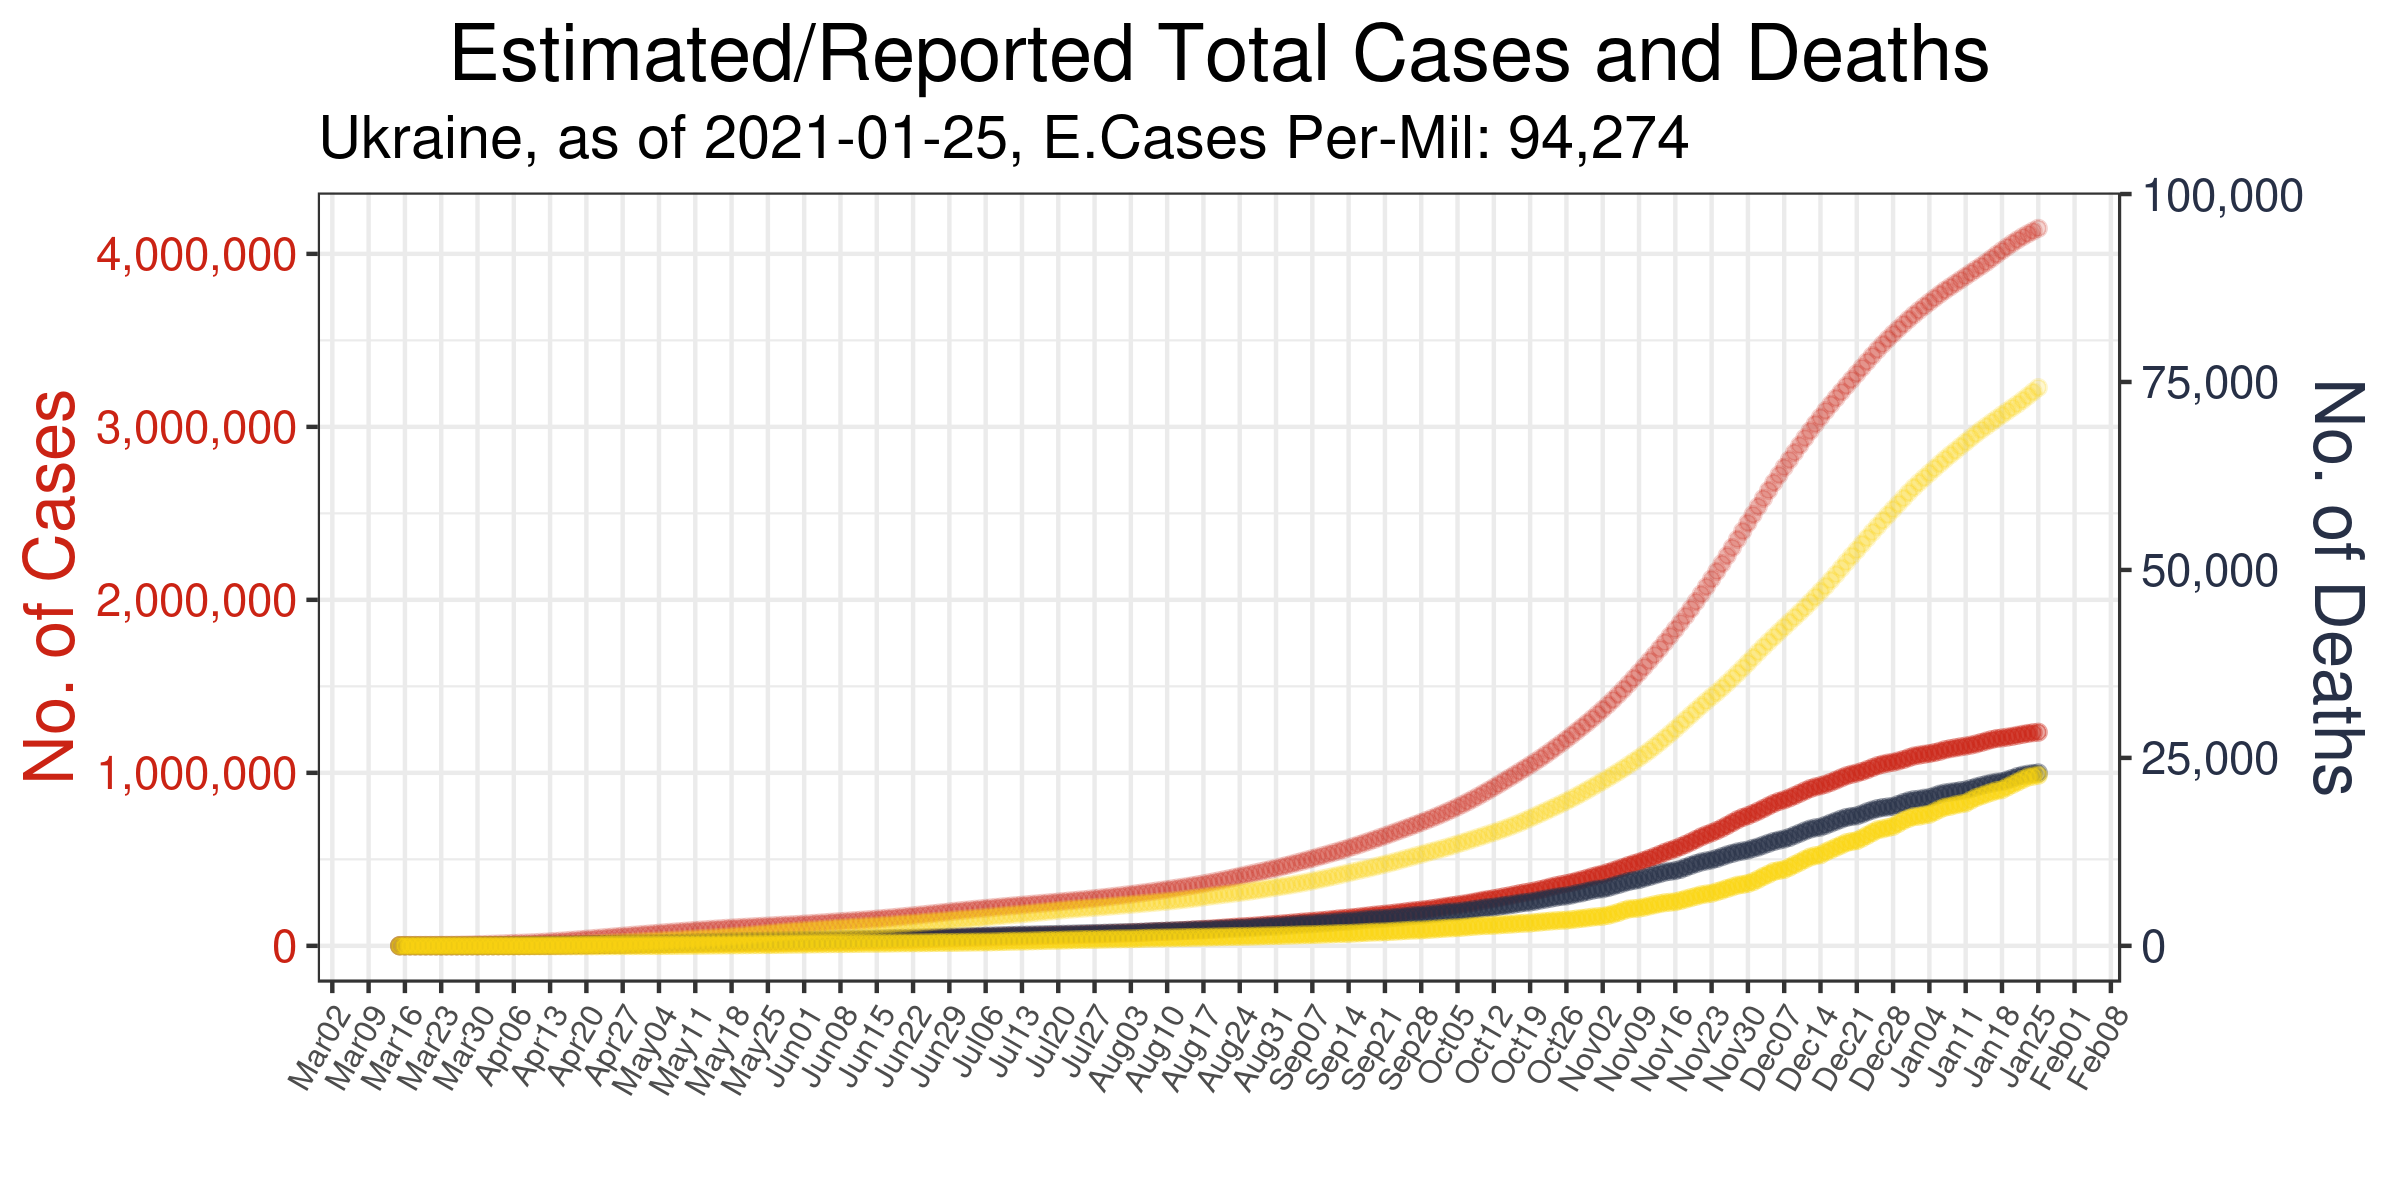 Estimated/Reported Total Cases and Deaths
Ukraine, as of 2021-01-25, E.Cases Per-Mil: 94,274
No. of Cases
4,000,000
3,000,000
2,000,000
1,000,000
0
100,000
75,000
50,000
25,000
0
No. of Deaths
Mar02
Mar09
Mar16
Mar23
Mar30
Apr06
Apr13
Apr20
Apr27
May04
May11
May18
May25
Jun01
Jun08
Jun15
Jun22
Jun29
Jul06
Jul13
Jul20
Jul27
Aug03
Aug10
Aug17
Aug24
Aug31
Sep07
Sep14
Sep21
Sep28
Oct05
Oct12
Oct19
Oct26
Nov02
Nov09
Nov16
Nov23
Nov30
Dec07
Dec14
Dec21
Dec28
Jan04
Jan11
Jan18
Jan25
Feb01
Feb08